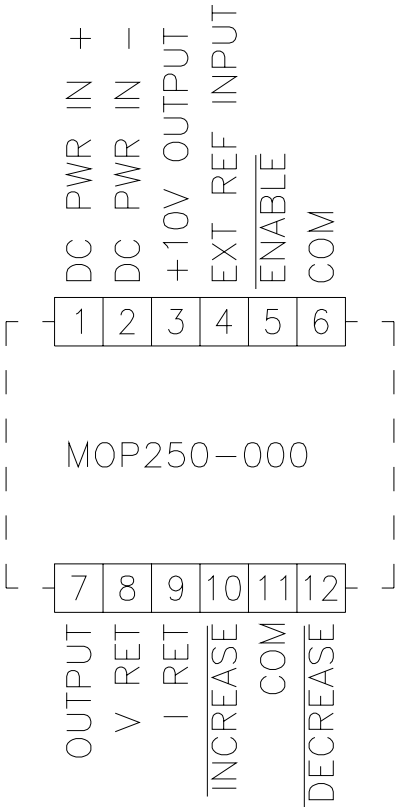 DC PWR IN +
DC PWR IN -
+10V OUTPUT
EXT REF INPUT
ENABLE
COM
1 2 3 4 5 6
MOP250-000
7 8 9 10 11 12
OUTPUT
V RET
I RET
INCREASE
COM
DECREASE